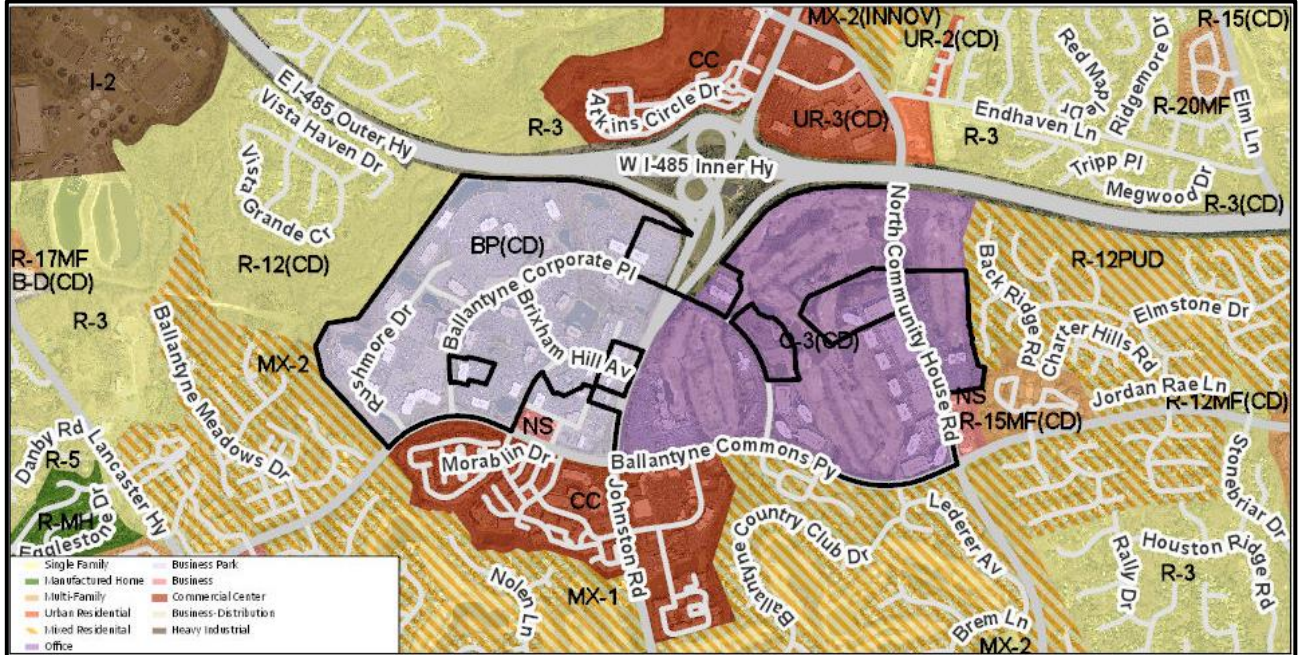 MX-2(INNOV)
R-15(CD)
UR-2(CD)
CC
I-2
E I-485 Outer Hy
Vista Haven Dr
Atkins Circle Dr
Red Maple Dr
Ridgemore Dr
R-20MF
Elm Ln
R-3
UR-3(CD)
Endhaven Ln
R-3
Tripp Pl
Megwood Dr
W I-485 Inner Hy
R-3(CD)
Vista Grande Cr
North Community House Rd
R-17MF
B-D(CD)
R-12(CD)
BP(CD)
Ballantyne Corporate Pl
Back Ridge Rd
R-12PUD
R-3
Ballantyne Meadows Dr
Rushmore Dr
Brixham Hill Av
O-3(CD)
Charter Hills Rd
Elmstone Dr
MX-2
Jordan Rae Ln
NS
R-12MF(CD)
NS
R-15MF(CD)
Danby Rd
Lancaster Hy
R-5
Morablin Dr
Ballantyne Commons Py
Stonebriar Dr
R-MH
Eggleston Dr
CC
Johnston Rd
Ballantyne Country Club Dr
Lederer Av
Houston Ridge Rd
Rally Dr
R-3
Nolen Ln
MX-1
Brem Ln
MX-2
Single Family
Manufactured Home
Multi-Family
Urban Residential
Mixed Residenital
Office
Business Park
Business
Commercial Center
Business-Distribution
Heavy Industrial